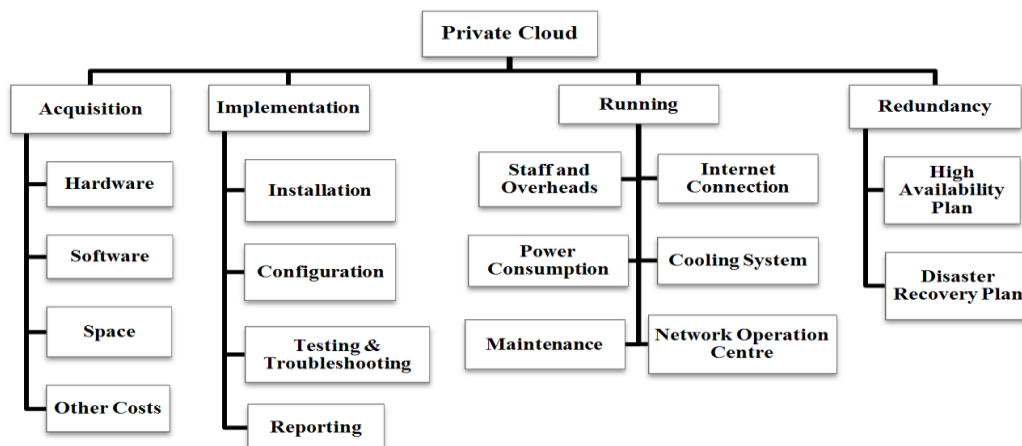 Private Cloud
Acquisition
Implementation
Running
Redundancy
Hardware
Software
Space
Other Costs
Installation
Configuration
Testing &
Troubleshooting
Reporting
Staff and
Overheads
Internet
Connection
Power
Consumption
Cooling System
Maintenance
Network Operation
Centre
High
Availability
Plan
Disaster
Recovery Plan